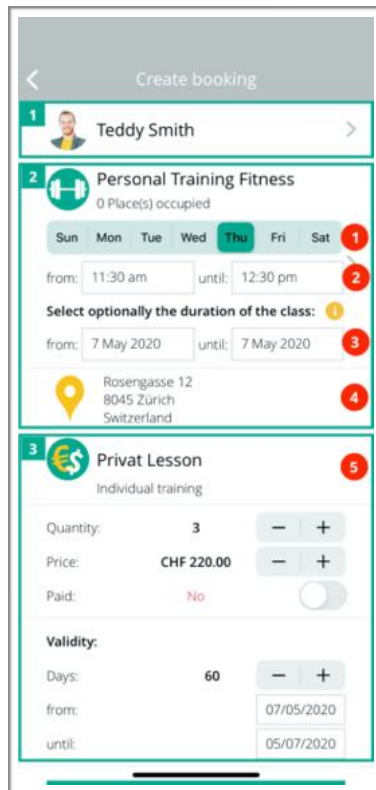 Create booking
1
Teddy Smith
2
Personal Training Fitness
0 Place(s) occupied
Sun Mon Tue Wed Thu Fri Sat 1
from: 11:30 am until: 12:30 pm 2
Select optionally the duration of the class: i
from: 7 May 2020 until: 7 May 2020 3
Rosengasse 12
8045 Zürich 4
Switzerland
3
€$ Privat Lesson 5
Individual training
Quantity: 3 − +
Price: CHF 220.00 − +
Paid: No
Validity:
Days: 60 − +
from: 07/05/2020
until: 05/07/2020